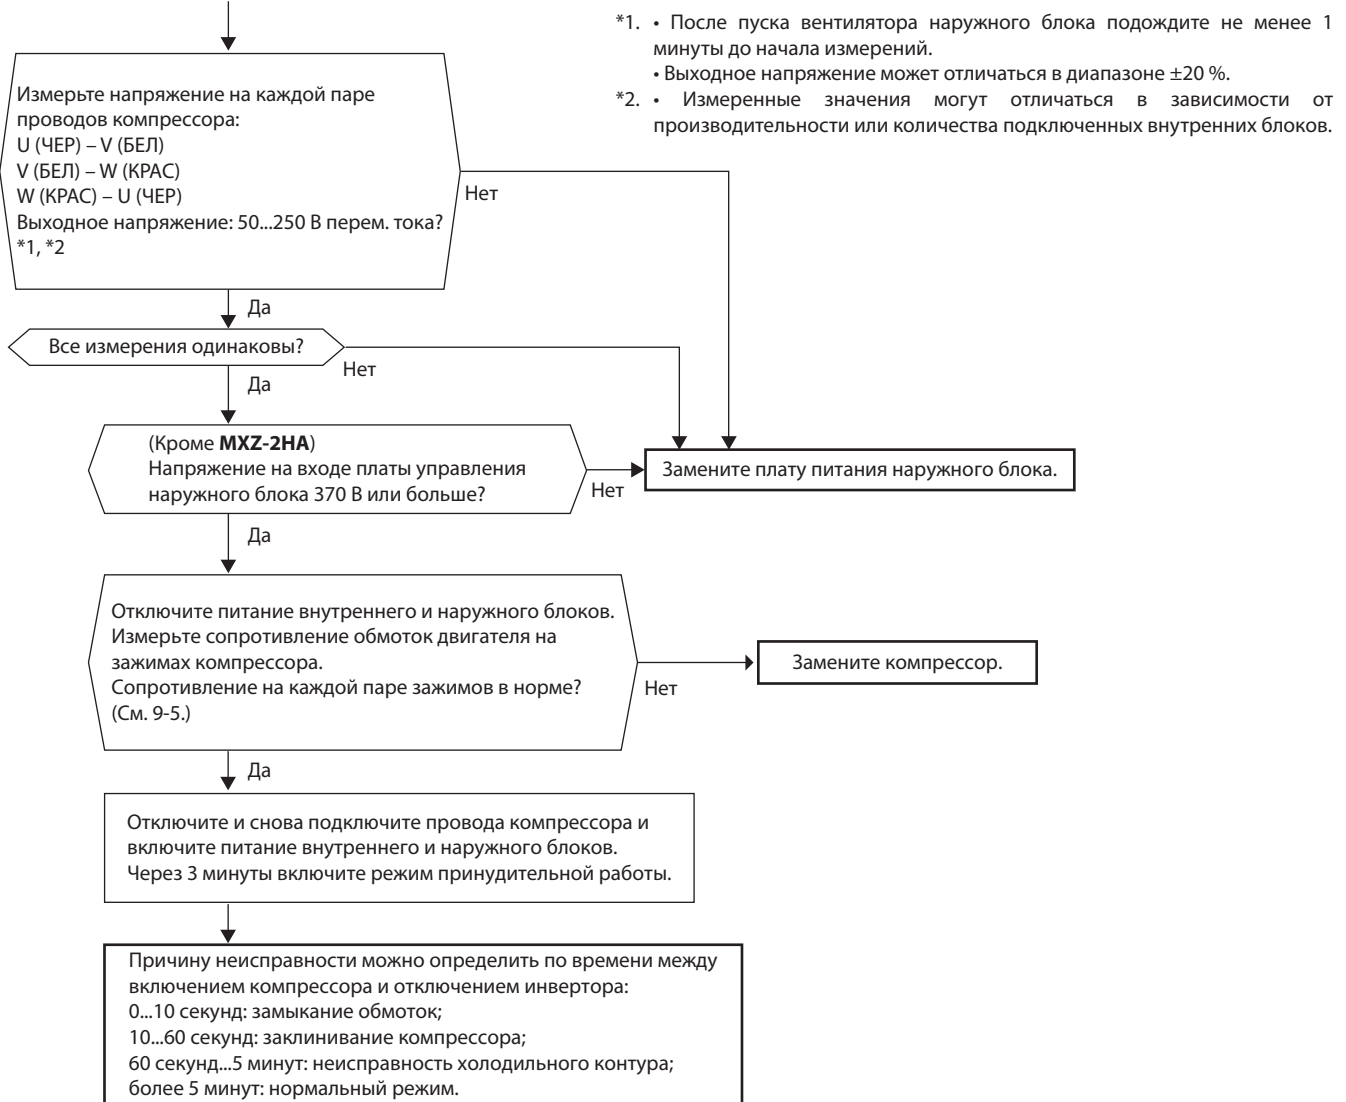 *1. • После пуска вентилятора наружного блока подождите не менее 1
минуты до начала измерений.
• Выходное напряжение может отличаться в диапазоне ±20 %.
*2. • Измеренные значения могут отличаться в зависимости от
производительности или количества подключенных внутренних блоков.
Измерьте напряжение на каждой паре
проводов компрессора:
U (ЧЕР) – V (БЕЛ)
V (БЕЛ) – W (КРАС)
W (КРАС) – U (ЧЕР)
Выходное напряжение: 50...250 В перем. тока?
*1, *2
Нет
Да
Все измерения одинаковы?
Нет
Да
(Кроме MXZ-2HA)
Напряжение на входе платы управления
наружного блока 370 В или больше?
Нет
Замените плату питания наружного блока.
Да
Отключите питание внутреннего и наружного блоков.
Измерьте сопротивление обмоток двигателя на
зажимах компрессора.
Сопротивление на каждой паре зажимов в норме?
(См. 9-5.)
Нет
Замените компрессор.
Да
Отключите и снова подключите провода компрессора и
включите питание внутреннего и наружного блоков.
Через 3 минуты включите режим принудительной работы.
Причину неисправности можно определить по времени между
включением компрессора и отключением инвертора:
0...10 секунд: замыкание обмоток;
10...60 секунд: заклинивание компрессора;
60 секунд...5 минут: неисправность холодильного контура;
более 5 минут: нормальный режим.